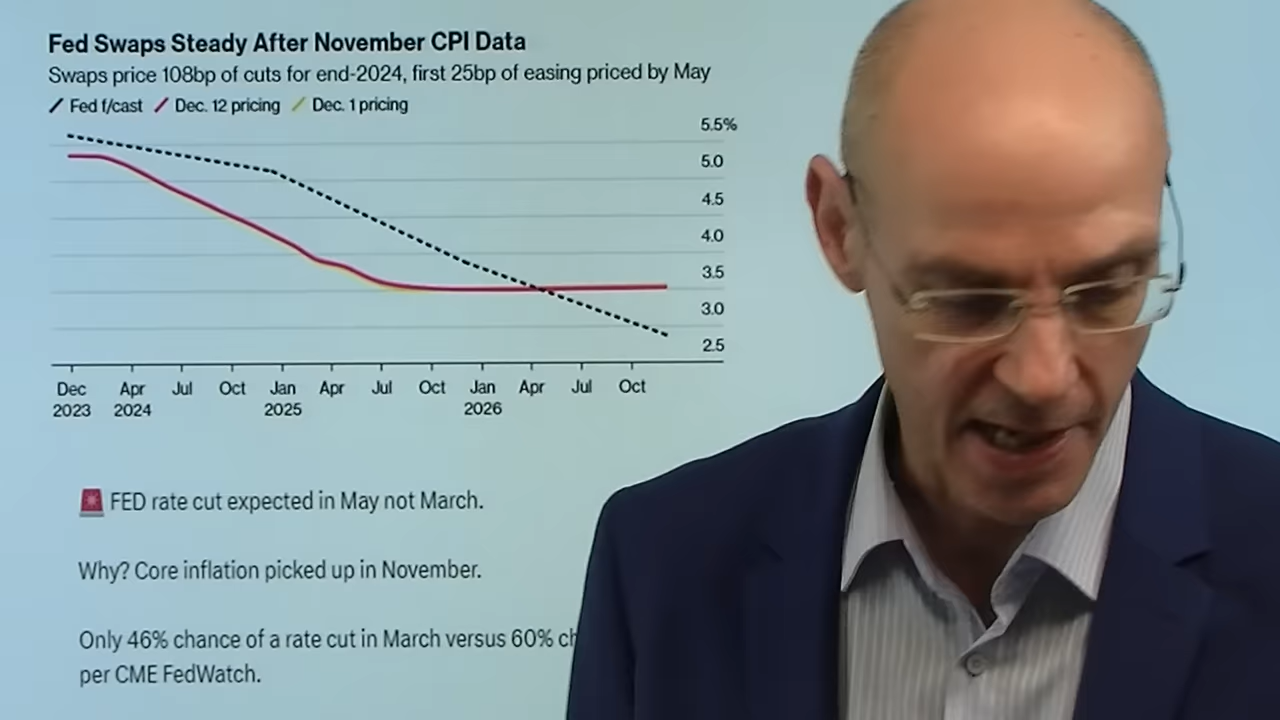 Fed Swaps Steady After November CPI Data
Swaps price 108bp of cuts for end-2024, first 25bp of easing priced by May
Fed f/cast Dec. 12 pricing Dec. 1 pricing
5.5%
5.0
4.5
4.0
3.5
3.0
2.5
Dec Apr Jul Oct Jan Apr Jul Oct Jan Apr Jul Oct
2023 2024 2025 2026
FED rate cut expected in May not March.
Why? Core inflation picked up in November.
Only 46% chance of a rate cut in March versus 60%
per CME FedWatch.